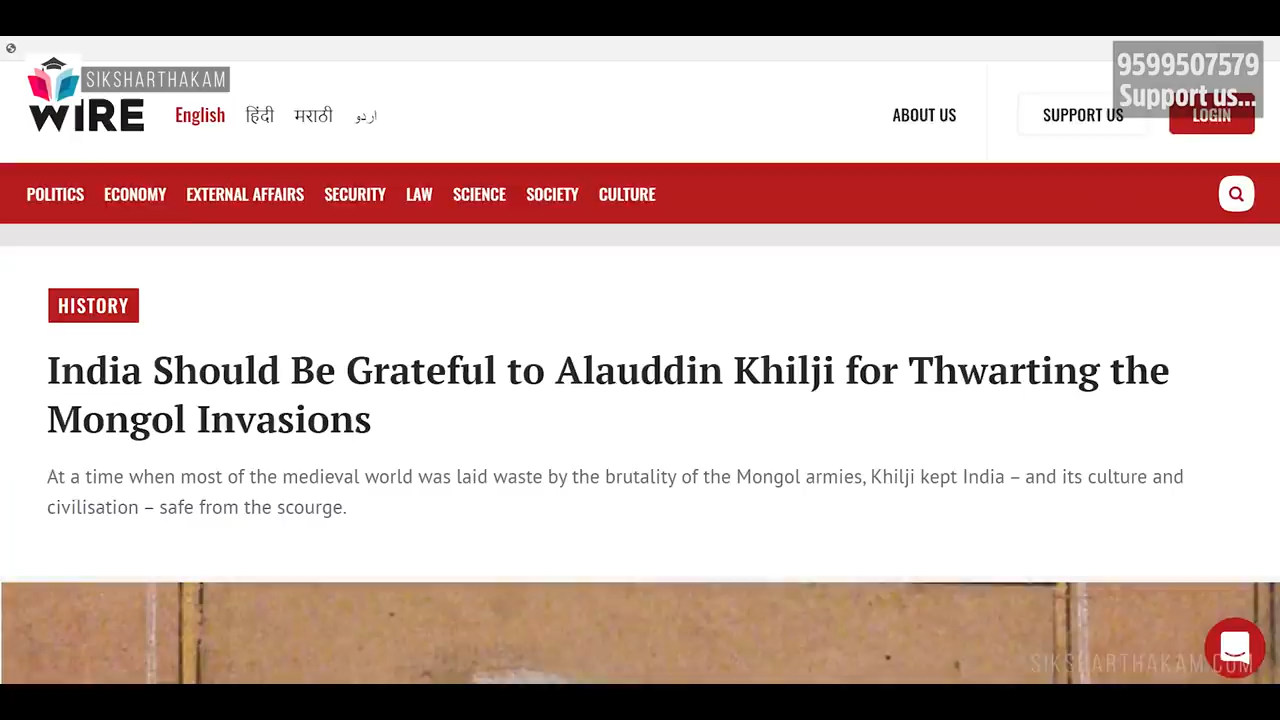 SIKSHARTHAKAM
9599507579
Support us...
WIRE
English हिंदी मराठी اردو
ABOUT US SUPPORT US LOGIN
POLITICS ECONOMY EXTERNAL AFFAIRS SECURITY LAW SCIENCE SOCIETY CULTURE
HISTORY
India Should Be Grateful to Alauddin Khilji for Thwarting the
Mongol Invasions
At a time when most of the medieval world was laid waste by the brutality of the Mongol armies, Khilji kept India – and its culture and
civilisation – safe from the scourge.
SIKSHARTHAKAM.COM